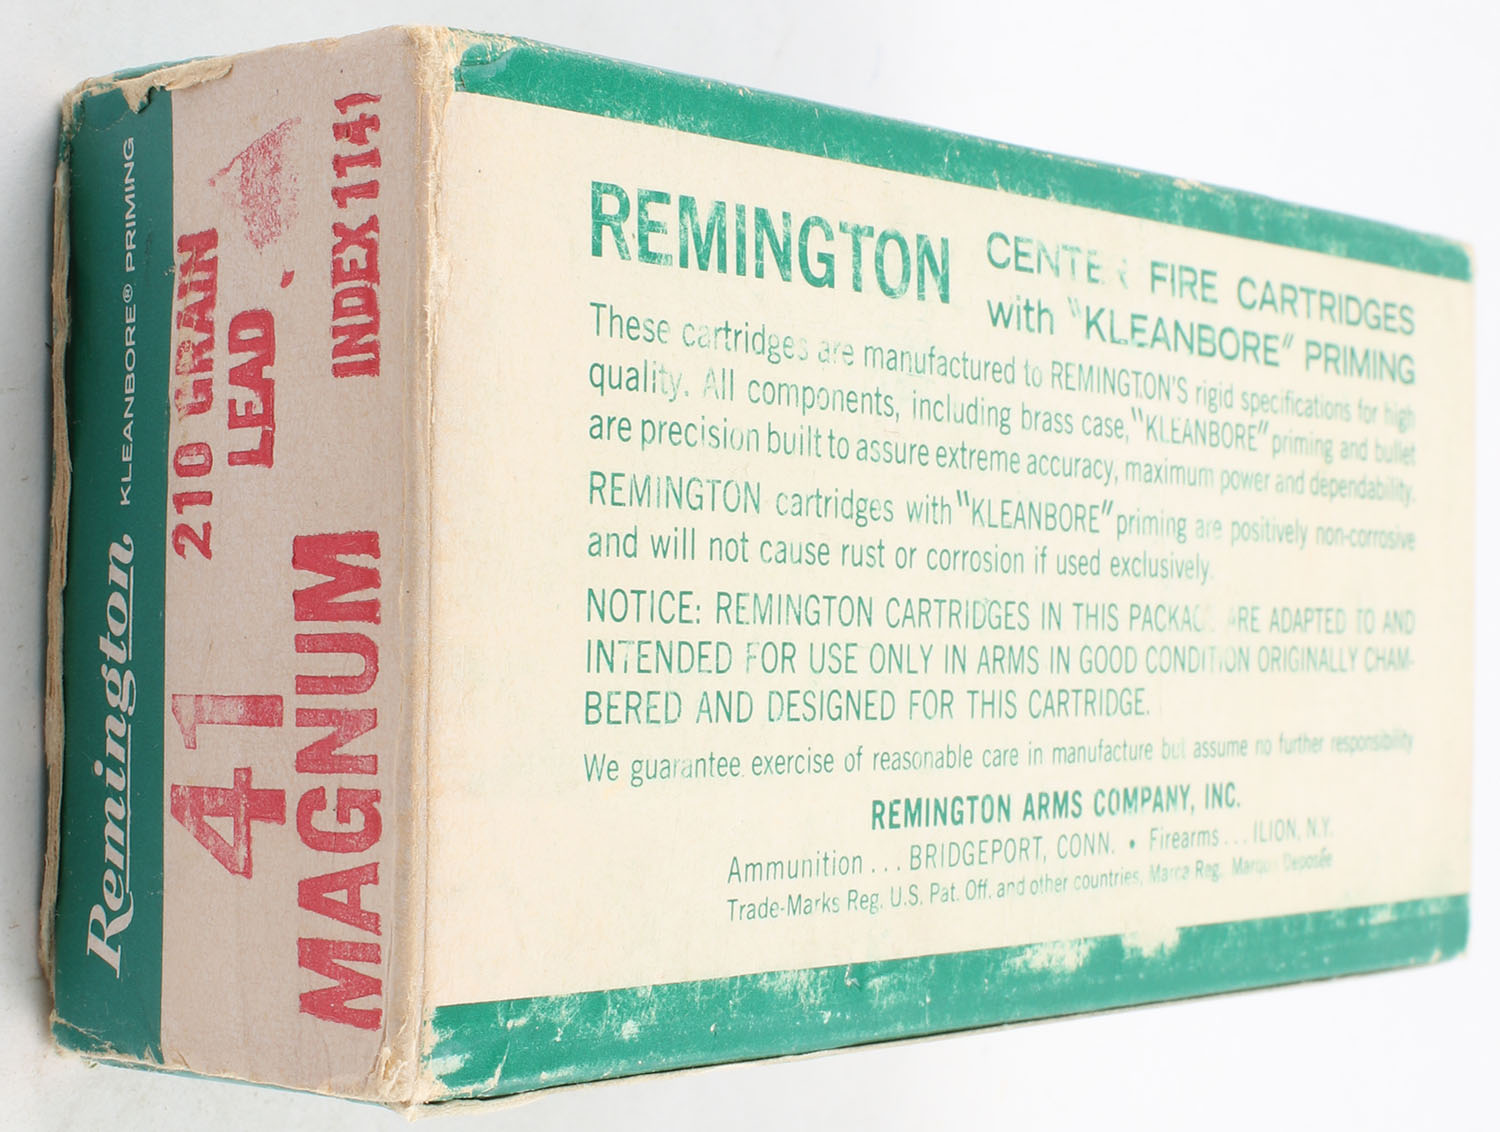 Remington KLEANBORE® PRIMING
41 210 GRAIN
LEAD
MAGNUM INDEX 1141
REMINGTON CENTER FIRE CARTRIDGES
with "KLEANBORE" PRIMING
These cartridges are manufactured to REMINGTON'S rigid specifications for high
quality. All components, including brass case, "KLEANBORE" priming and bullet
are precision built to assure extreme accuracy, maximum power and dependability.
REMINGTON cartridges with "KLEANBORE" priming are positively non-corrosive
and will not cause rust or corrosion if used exclusively.
NOTICE: REMINGTON CARTRIDGES IN THIS PACKAGE ARE ADAPTED TO AND
INTENDED FOR USE ONLY IN ARMS IN GOOD CONDITION ORIGINALLY CHAM-
BERED AND DESIGNED FOR THIS CARTRIDGE.
We guarantee exercise of reasonable care in manufacture but assume no further responsibility
REMINGTON ARMS COMPANY, INC.
Ammunition ... BRIDGEPORT, CONN. • Firearms ... ILION, N.Y.
Trade-Marks Reg. U.S. Pat. Off. and other countries, Marca Reg. Marque Deposée